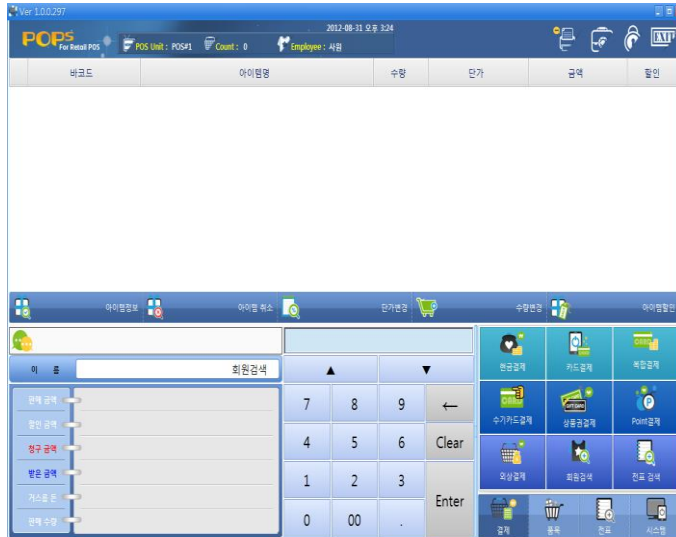 Ver 1.0.0.297
2012-08-31 오후 3:24
POPS For Retail POS POS Unit : POS#1 Count : 0 Employee : 사원 EXIT
바코드 아이템명 수량 단가 금액 할인
아이템정보 아이템 취소 단가변경 수량변경 아이템할인
이 름 회원검색 ▲ ▼
현금결제 카드결제 복합결제
판매 금액
할인 금액
청구 금액
받은 금액
거스름 돈
판매 수량
7 8 9 ←
4 5 6 Clear
1 2 3
Enter
0 00 .
수기카드결제 상품권결제 Point결제
외상결제 회원검색 전표 검색
결제 품목 전표 시스템